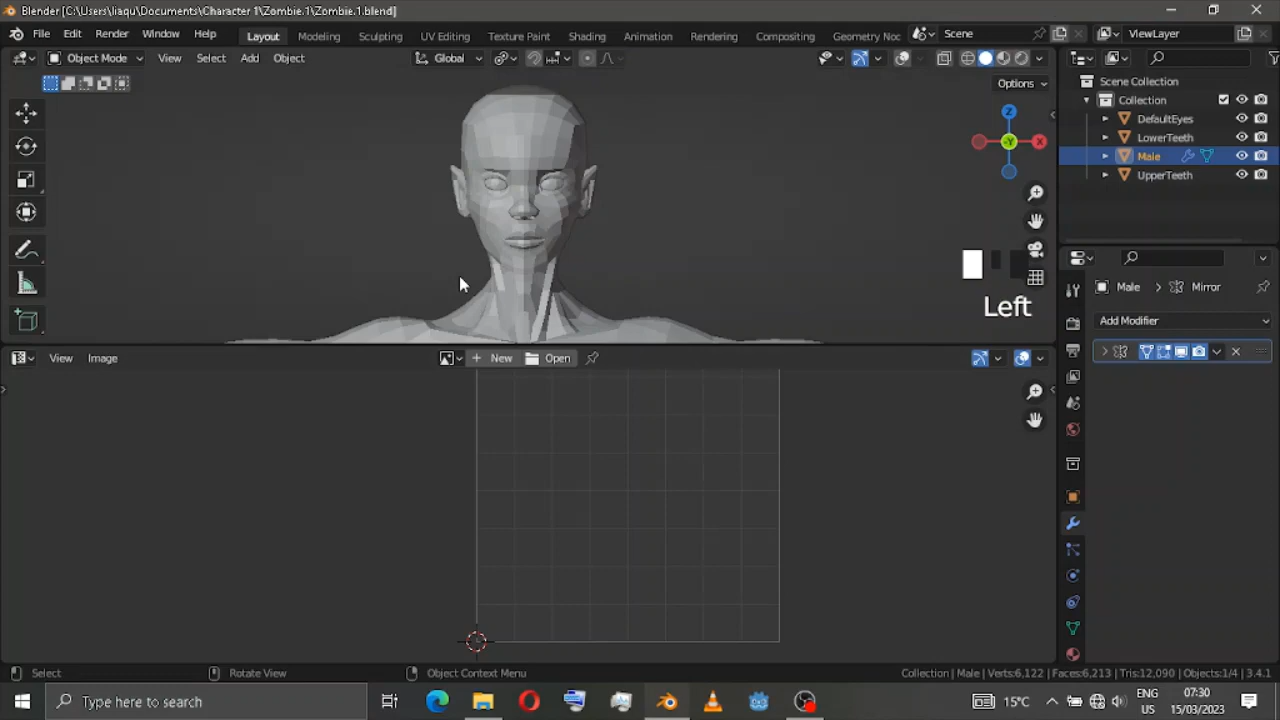 Blender [C:\Users\liaqu\Documents\Character 1\Zombie.1\Zombie.1.blend]
File Edit Render Window Help Layout Modeling Sculpting UV Editing Texture Paint Shading Animation Rendering Compositing Geometry Noc Scene ViewLayer
Object Mode View Select Add Object Global
Options
Scene Collection
Collection
DefaultEyes
LowerTeeth
Male
UpperTeeth
Z
-Y
X
Left
Male > Mirror
Add Modifier
View Image + New Open
Select Rotate View Object Context Menu Collection | Male | Verts:6,122 | Faces:6,213 | Tris:12,090 | Objects:1/4 | 3.4.1
Type here to search
15°C
ENG
US
07:30
15/03/2023